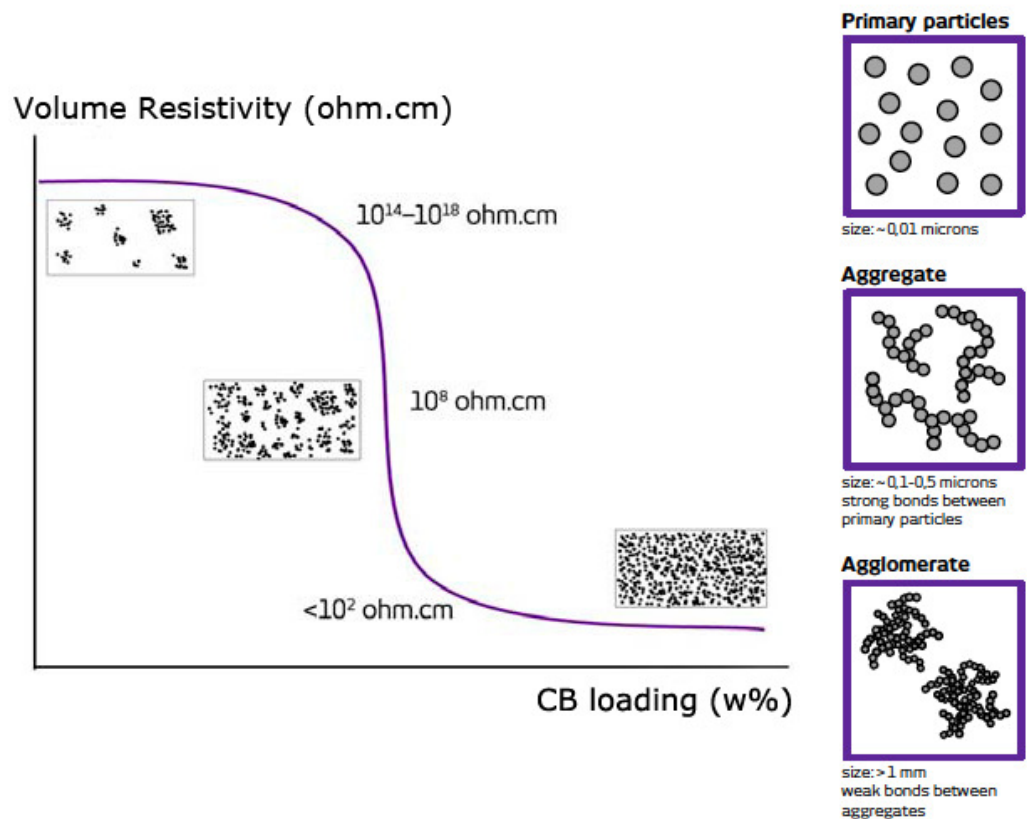 Volume Resistivity (ohm.cm)
10¹⁴–10¹⁸ ohm.cm
10⁸ ohm.cm
<10² ohm.cm
CB loading (w%)
Primary particles
size: ~0,01 microns
Aggregate
size: ~0,1-0,5 microns
strong bonds between
primary particles
Agglomerate
size: >1 mm
weak bonds between
aggregates